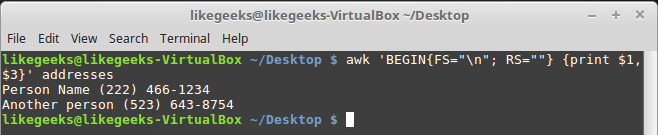 likegeeks@likegeeks-VirtualBox ~/Desktop
File Edit View Search Terminal Help
likegeeks@likegeeks-VirtualBox ~/Desktop $ awk 'BEGIN{FS="\n"; RS=""} {print $1,
$3}' addresses
Person Name (222) 466-1234
Another person (523) 643-8754
likegeeks@likegeeks-VirtualBox ~/Desktop $